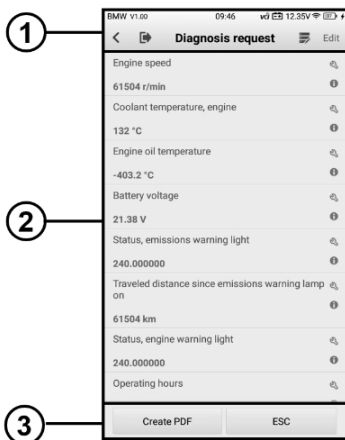 BMW V1.00 09:46 vci 12.35V
1
Diagnosis request Edit
Engine speed
61504 r/min
Coolant temperature, engine
132 °C
Engine oil temperature
-403.2 °C
Battery voltage
21.38 V
2
Status, emissions warning light
240.000000
Traveled distance since emissions warning lamp
on
61504 km
Status, engine warning light
240.000000
Operating hours
3
Create PDF ESC